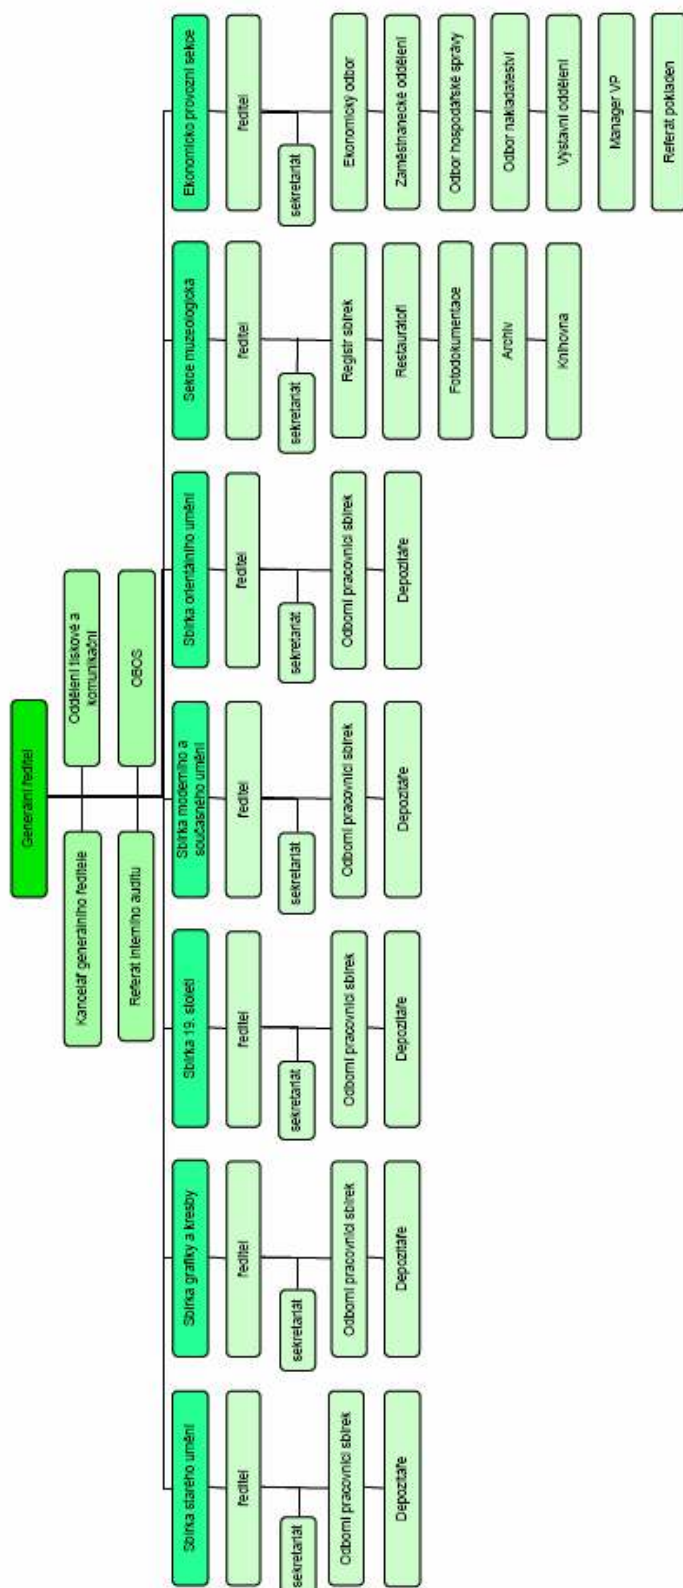 Generální ředitel
Kancelář generálního ředitele
Oddělení tiskové a
komunikační
Referát interního auditu
OBOS
Sbírka starého umění
ředitel
sekretariát
Odborní pracovníci sbírek
Depozitáře
Sbírka grafiky a kresby
ředitel
sekretariát
Odborní pracovníci sbírek
Depozitáře
Sbírka 19. století
ředitel
sekretariát
Odborní pracovníci sbírek
Depozitáře
Sbírka moderního a
současného umění
ředitel
sekretariát
Odborní pracovníci sbírek
Depozitáře
Sbírka orientálního umění
ředitel
sekretariát
Odborní pracovníci sbírek
Depozitáře
Sekce muzeologická
ředitel
sekretariát
Registr sbírek
Restaurátoři
Fotodokumentace
Archiv
Knihovna
Ekonomicko provozní sekce
ředitel
sekretariát
Ekonomický odbor
Zaměstnanecké oddělení
Odbor hospodářské správy
Odbor nakladateství
Výstavní oddělení
Manager VP
Referát pokladen